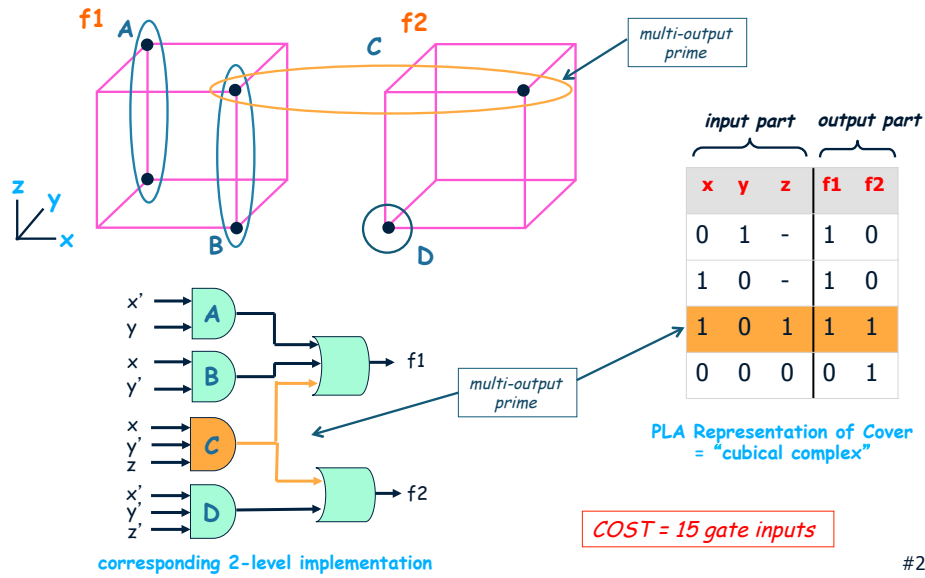 f1
A
f2
C
multi-output
prime
input part
output part
x y z f1 f2
0 1 - 1 0
1 0 - 1 0
1 0 1 1 1
0 0 0 0 1
z
y
x
B
D
x'
y
A
x
y'
B
f1
x
y'
z
C
multi-output
prime
x'
y'
z'
D
f2
PLA Representation of Cover
= “cubical complex”
COST = 15 gate inputs
corresponding 2-level implementation
#2